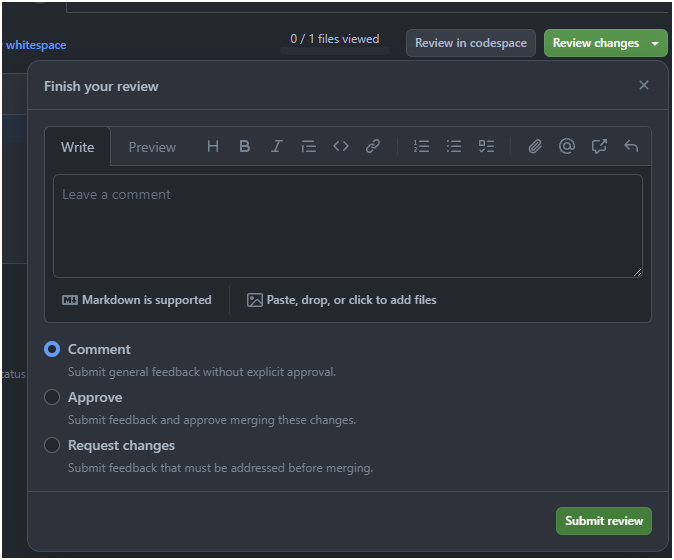 whitespace
0 / 1 files viewed
Review in codespace
Review changes
Finish your review
Write
Preview
Leave a comment
Markdown is supported
Paste, drop, or click to add files
Comment
Submit general feedback without explicit approval.
tatus
Approve
Submit feedback and approve merging these changes.
Request changes
Submit feedback that must be addressed before merging.
Submit review